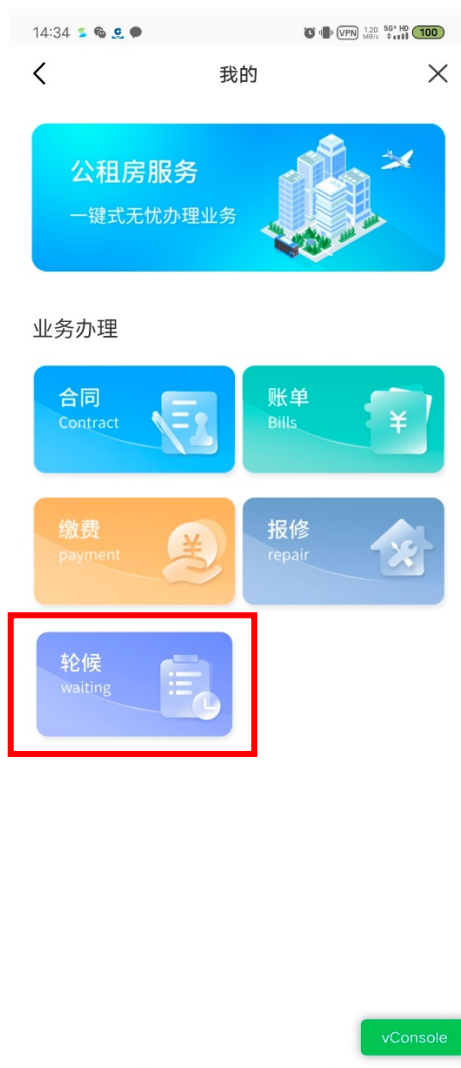 14:34
VPN 1.20 MB/s 5G+ HD 100
我的
公租房服务
一键式无忧办理业务
业务办理
合同
Contract
账单
Bills
缴费
payment
报修
repair
轮候
waiting
vConsole